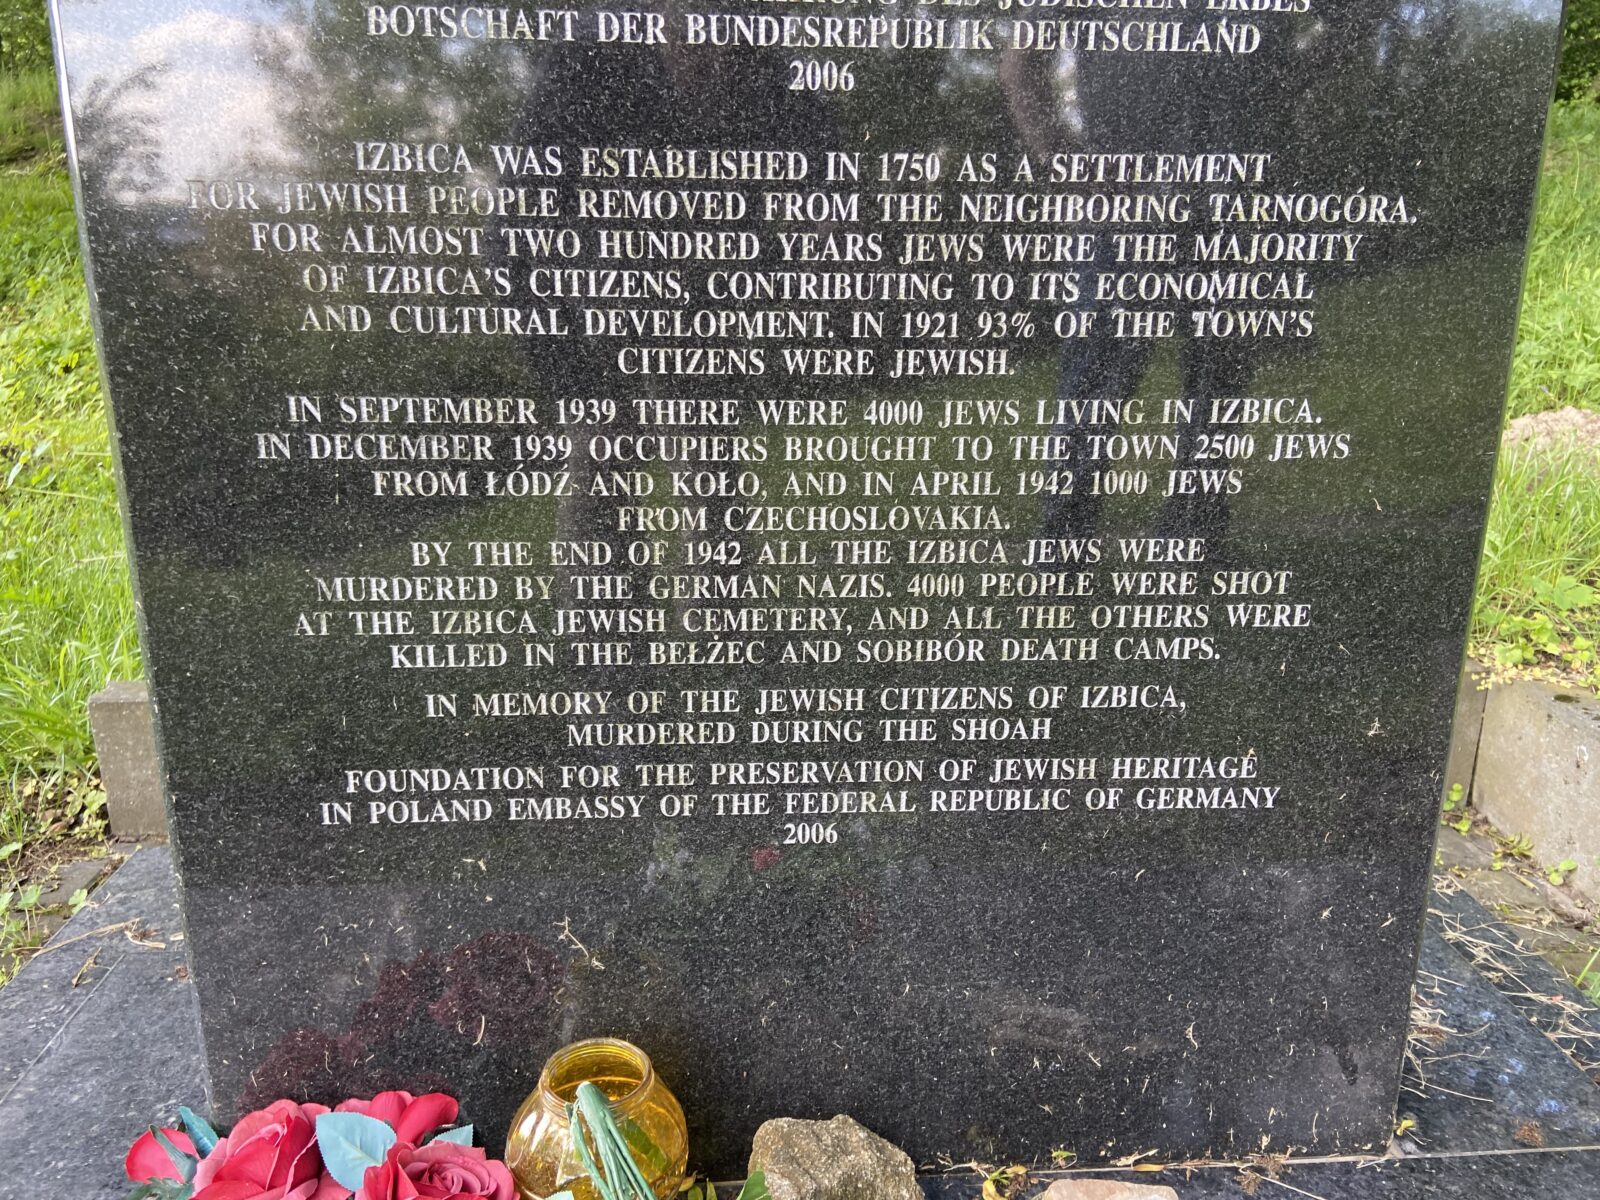 DES JÜDISCHEN ERBES
BOTSCHAFT DER BUNDESREPUBLIK DEUTSCHLAND
2006
IZBICA WAS ESTABLISHED IN 1750 AS A SETTLEMENT
FOR JEWISH PEOPLE REMOVED FROM THE NEIGHBORING TARNOGÓRA.
FOR ALMOST TWO HUNDRED YEARS JEWS WERE THE MAJORITY
OF IZBICA'S CITIZENS, CONTRIBUTING TO ITS ECONOMICAL
AND CULTURAL DEVELOPMENT. IN 1921 93% OF THE TOWN'S
CITIZENS WERE JEWISH.
IN SEPTEMBER 1939 THERE WERE 4000 JEWS LIVING IN IZBICA.
IN DECEMBER 1939 OCCUPIERS BROUGHT TO THE TOWN 2500 JEWS
FROM ŁÓDŹ AND KOŁO, AND IN APRIL 1942 1000 JEWS
FROM CZECHOSLOVAKIA.
BY THE END OF 1942 ALL THE IZBICA JEWS WERE
MURDERED BY THE GERMAN NAZIS. 4000 PEOPLE WERE SHOT
AT THE IZBICA JEWISH CEMETERY, AND ALL THE OTHERS WERE
KILLED IN THE BEŁŻEC AND SOBIBÓR DEATH CAMPS.
IN MEMORY OF THE JEWISH CITIZENS OF IZBICA,
MURDERED DURING THE SHOAH
FOUNDATION FOR THE PRESERVATION OF JEWISH HERITAGE
IN POLAND EMBASSY OF THE FEDERAL REPUBLIC OF GERMANY
2006